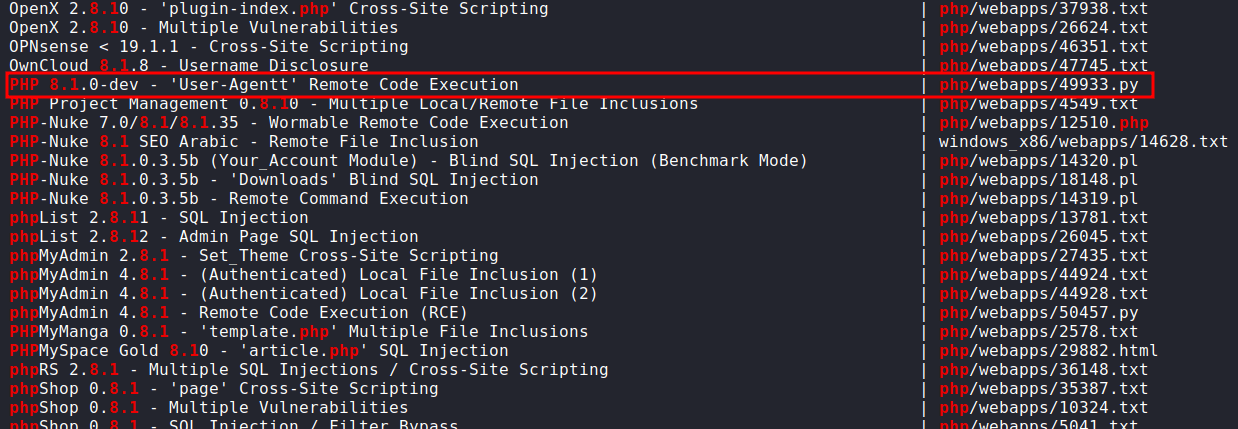 OpenX 2.8.10 - 'plugin-index.php' Cross-Site Scripting | php/webapps/37938.txt
OpenX 2.8.10 - Multiple Vulnerabilities | php/webapps/26624.txt
OPNsense < 19.1.1 - Cross-Site Scripting | php/webapps/46351.txt
OwnCloud 8.1.8 - Username Disclosure | php/webapps/47745.txt
PHP 8.1.0-dev - 'User-Agentt' Remote Code Execution | php/webapps/49933.py
PHP Project Management 0.8.10 - Multiple Local/Remote File Inclusions | php/webapps/4549.txt
PHP-Nuke 7.0/8.1/8.1.35 - Wormable Remote Code Execution | php/webapps/12510.php
PHP-Nuke 8.1 SEO Arabic - Remote File Inclusion | windows_x86/webapps/14628.txt
PHP-Nuke 8.1.0.3.5b (Your_Account Module) - Blind SQL Injection (Benchmark Mode) | php/webapps/14320.pl
PHP-Nuke 8.1.0.3.5b - 'Downloads' Blind SQL Injection | php/webapps/18148.pl
PHP-Nuke 8.1.0.3.5b - Remote Command Execution | php/webapps/14319.pl
phpList 2.8.11 - SQL Injection | php/webapps/13781.txt
phpList 2.8.12 - Admin Page SQL Injection | php/webapps/26045.txt
phpMyAdmin 2.8.1 - Set_Theme Cross-Site Scripting | php/webapps/27435.txt
phpMyAdmin 4.8.1 - (Authenticated) Local File Inclusion (1) | php/webapps/44924.txt
phpMyAdmin 4.8.1 - (Authenticated) Local File Inclusion (2) | php/webapps/44928.txt
phpMyAdmin 4.8.1 - Remote Code Execution (RCE) | php/webapps/50457.py
PHPMyManga 0.8.1 - 'template.php' Multiple File Inclusions | php/webapps/2578.txt
PHPMySpace Gold 8.10 - 'article.php' SQL Injection | php/webapps/29882.html
phpRS 2.8.1 - Multiple SQL Injections / Cross-Site Scripting | php/webapps/36148.txt
phpShop 0.8.1 - 'page' Cross-Site Scripting | php/webapps/35387.txt
phpShop 0.8.1 - Multiple Vulnerabilities | php/webapps/10324.txt
phpShop 0.8.1 - SQL Injection / Filter Bypass | php/webapps/5041.txt